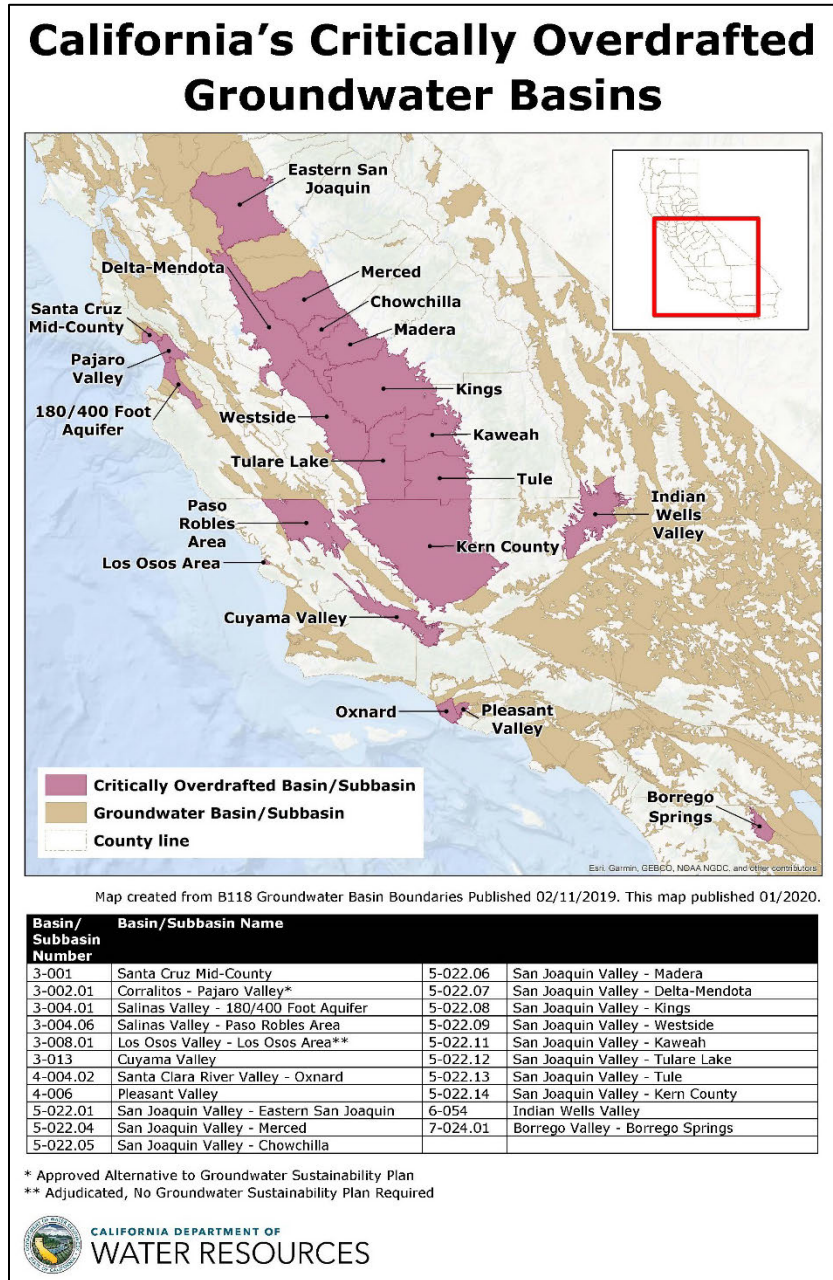 California's Critically Overdrafted
Groundwater Basins
Eastern San
Joaquin
Delta-Mendota
Merced
Chowchilla
Santa Cruz
Mid-County
Madera
Pajaro
Valley
Kings
180/400 Foot
Aquifer
Westside
Kaweah
Tulare Lake
Tule
Paso
Robles
Area
Indian
Wells
Valley
Kern County
Los Osos Area
Cuyama Valley
Oxnard
Pleasant
Valley
Critically Overdrafted Basin/Subbasin
Groundwater Basin/Subbasin
County line
Borrego
Springs
Esri, Garmin, GEBCO, NOAA NGDC, and other contributors
Map created from B118 Groundwater Basin Boundaries Published 02/11/2019. This map published 01/2020.
Basin/ Basin/Subbasin Name
Subbasin
Number
3-001 Santa Cruz Mid-County 5-022.06 San Joaquin Valley - Madera
3-002.01 Corralitos - Pajaro Valley* 5-022.07 San Joaquin Valley - Delta-Mendota
3-004.01 Salinas Valley - 180/400 Foot Aquifer 5-022.08 San Joaquin Valley - Kings
3-004.06 Salinas Valley - Paso Robles Area 5-022.09 San Joaquin Valley - Westside
3-008.01 Los Osos Valley - Los Osos Area** 5-022.11 San Joaquin Valley - Kaweah
3-013 Cuyama Valley 5-022.12 San Joaquin Valley - Tulare Lake
4-004.02 Santa Clara River Valley - Oxnard 5-022.13 San Joaquin Valley - Tule
4-006 Pleasant Valley 5-022.14 San Joaquin Valley - Kern County
5-022.01 San Joaquin Valley - Eastern San Joaquin 6-054 Indian Wells Valley
5-022.04 San Joaquin Valley - Merced 7-024.01 Borrego Valley - Borrego Springs
5-022.05 San Joaquin Valley - Chowchilla
* Approved Alternative to Groundwater Sustainability Plan
** Adjudicated, No Groundwater Sustainability Plan Required
CALIFORNIA DEPARTMENT OF
WATER RESOURCES